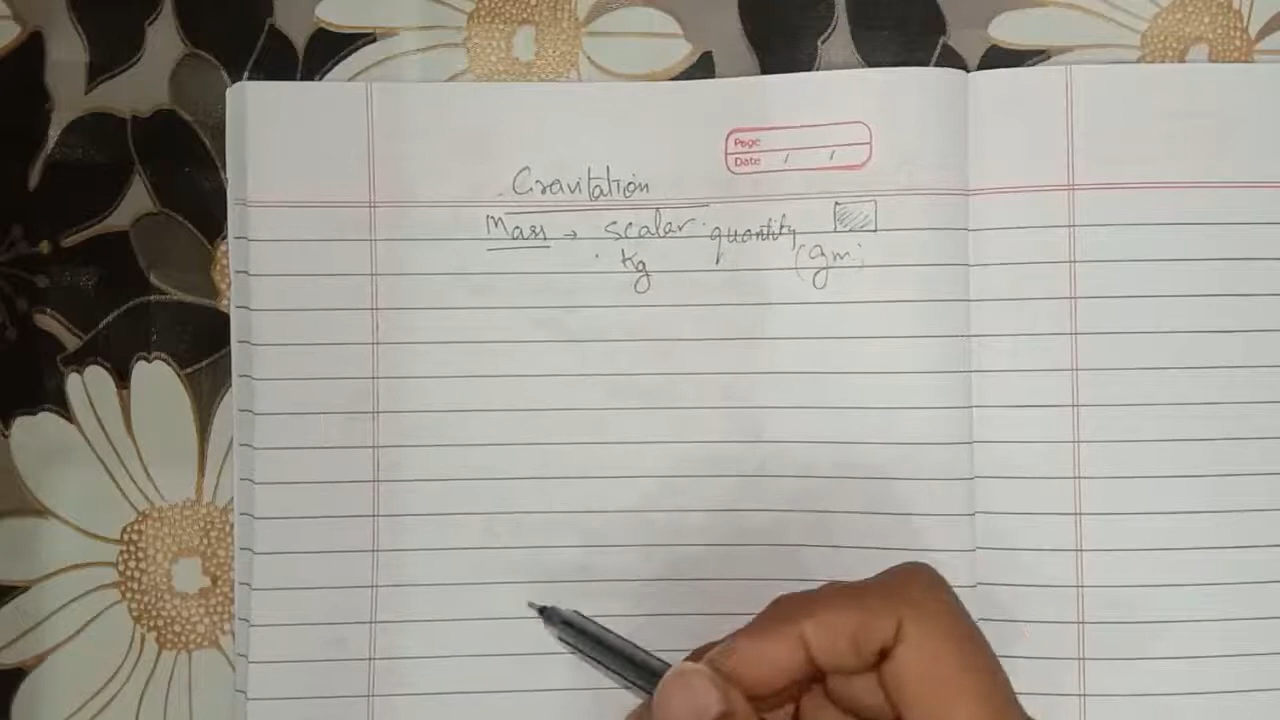 Page
Date / /
Gravitation
Mass → scalar quantity
Kg (gm)